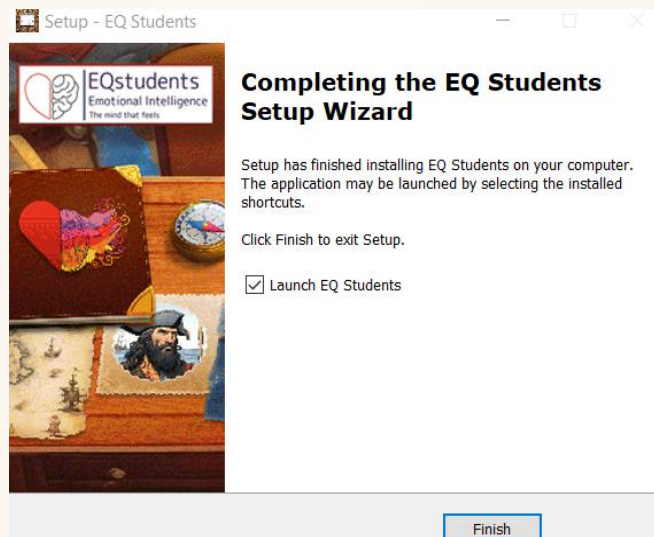 Setup - EQ Students
EQstudents
Emotional Intelligence
The mind that feels
Completing the EQ Students
Setup Wizard
Setup has finished installing EQ Students on your computer.
The application may be launched by selecting the installed
shortcuts.
Click Finish to exit Setup.
Launch EQ Students
Finish